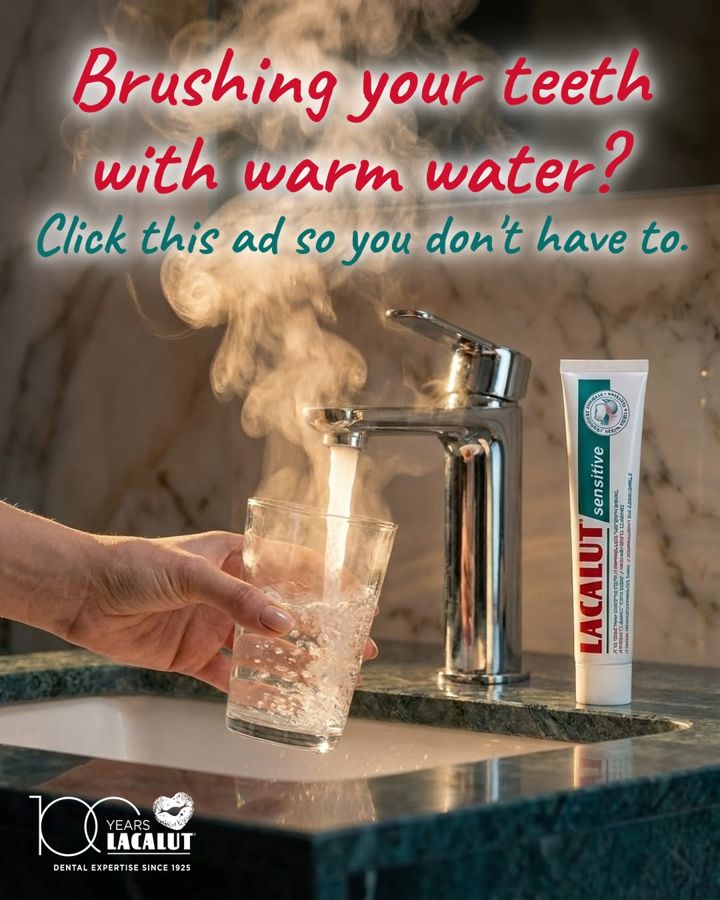 Brushing your teeth
with warm water?
Click this ad so you don't have to.
sensitive
LACALUT
100 YEARS
LACALUT
DENTAL EXPERTISE SINCE 1925